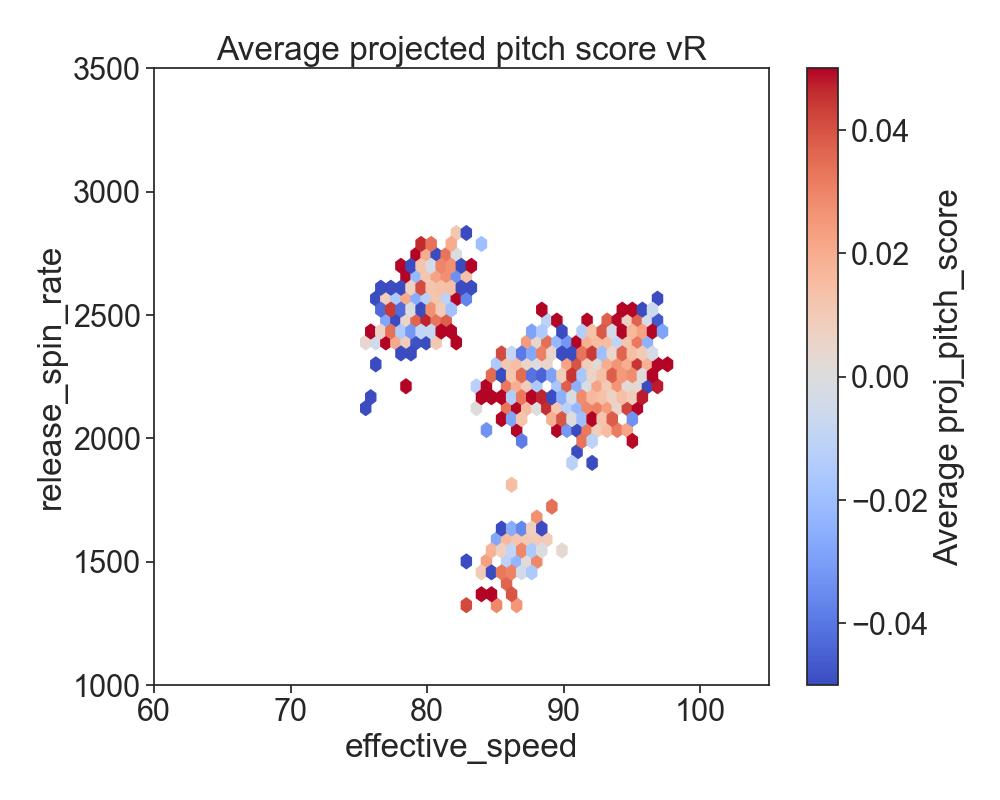 Average projected pitch score vR
3500
3000
2500
2000
1500
1000
release_spin_rate
60 70 80 90 100
effective_speed
0.04
0.02
0.00
−0.02
−0.04
Average proj_pitch_score